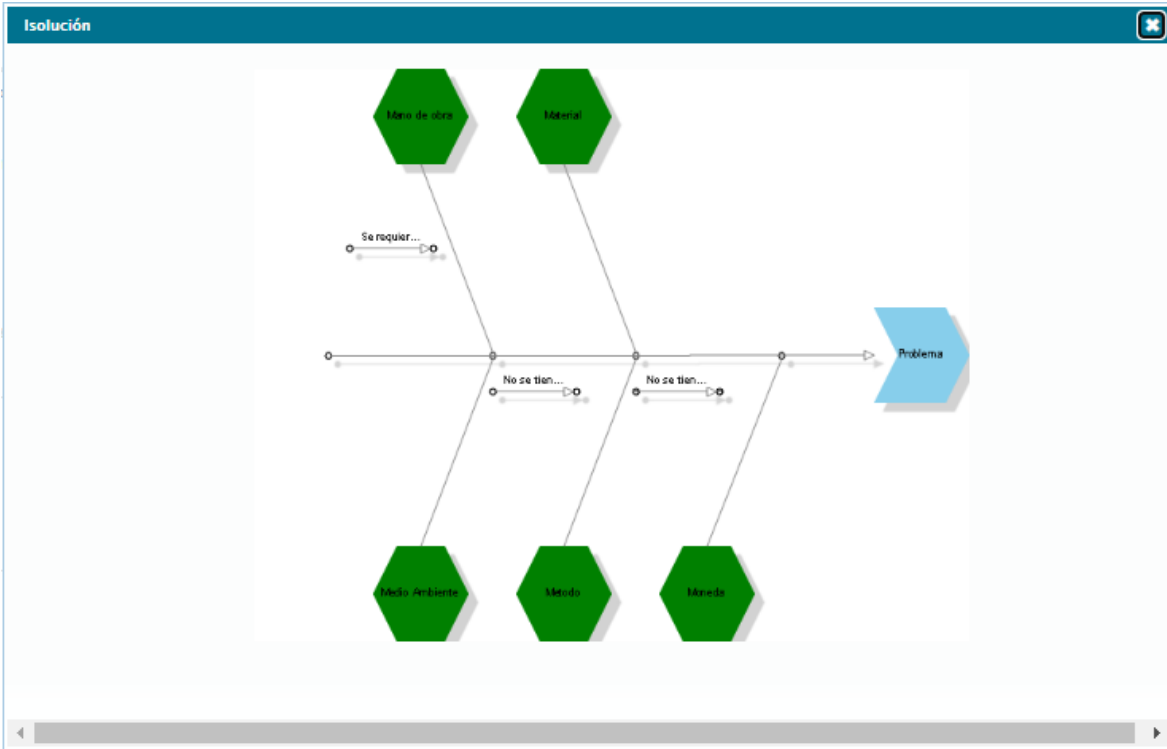 Isolución
Mano de obra
Material
Se requier...
Problema
No se tien...
No se tien...
Medio Ambiente
Metodo
Moneda